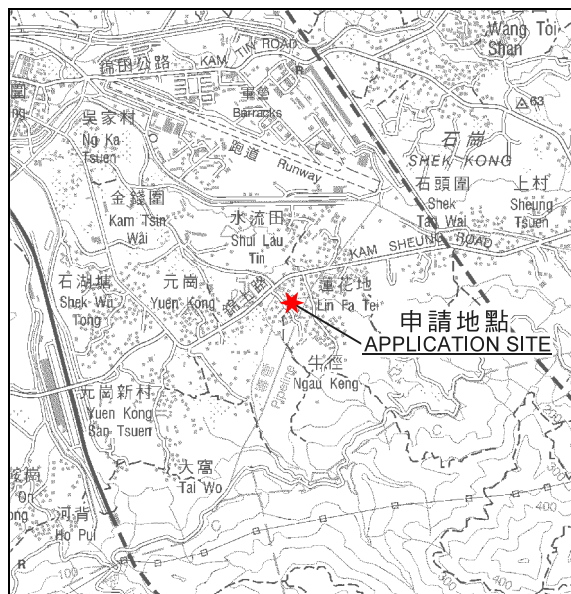 Wang Toi
Shan
錦田公路
KAM TIN ROAD
R
軍營
Barracks
63
吳家村
Ng Ka
Tsuen
跑道
Runway
石崗
SHEK KONG
金錢圍
Kam Tsin
Wai
水流田
Shui Lau
Tin
石頭圍
Shek
Tau Wai
上村
Sheung
Tsuen
KAM SHEUNG ROAD
石湖塘
Shek Wu
Tong
元崗
Yuen Kong
錦上路
蓮花地
Lin Fa Tei
申請地點
APPLICATION SITE
牛徑
Ngau Keng
Pipeline
元崗新村
Yuen Kong
San Tsuen
大窩
Tai Wo
河背
Ho Pui
R
100
400
300
400